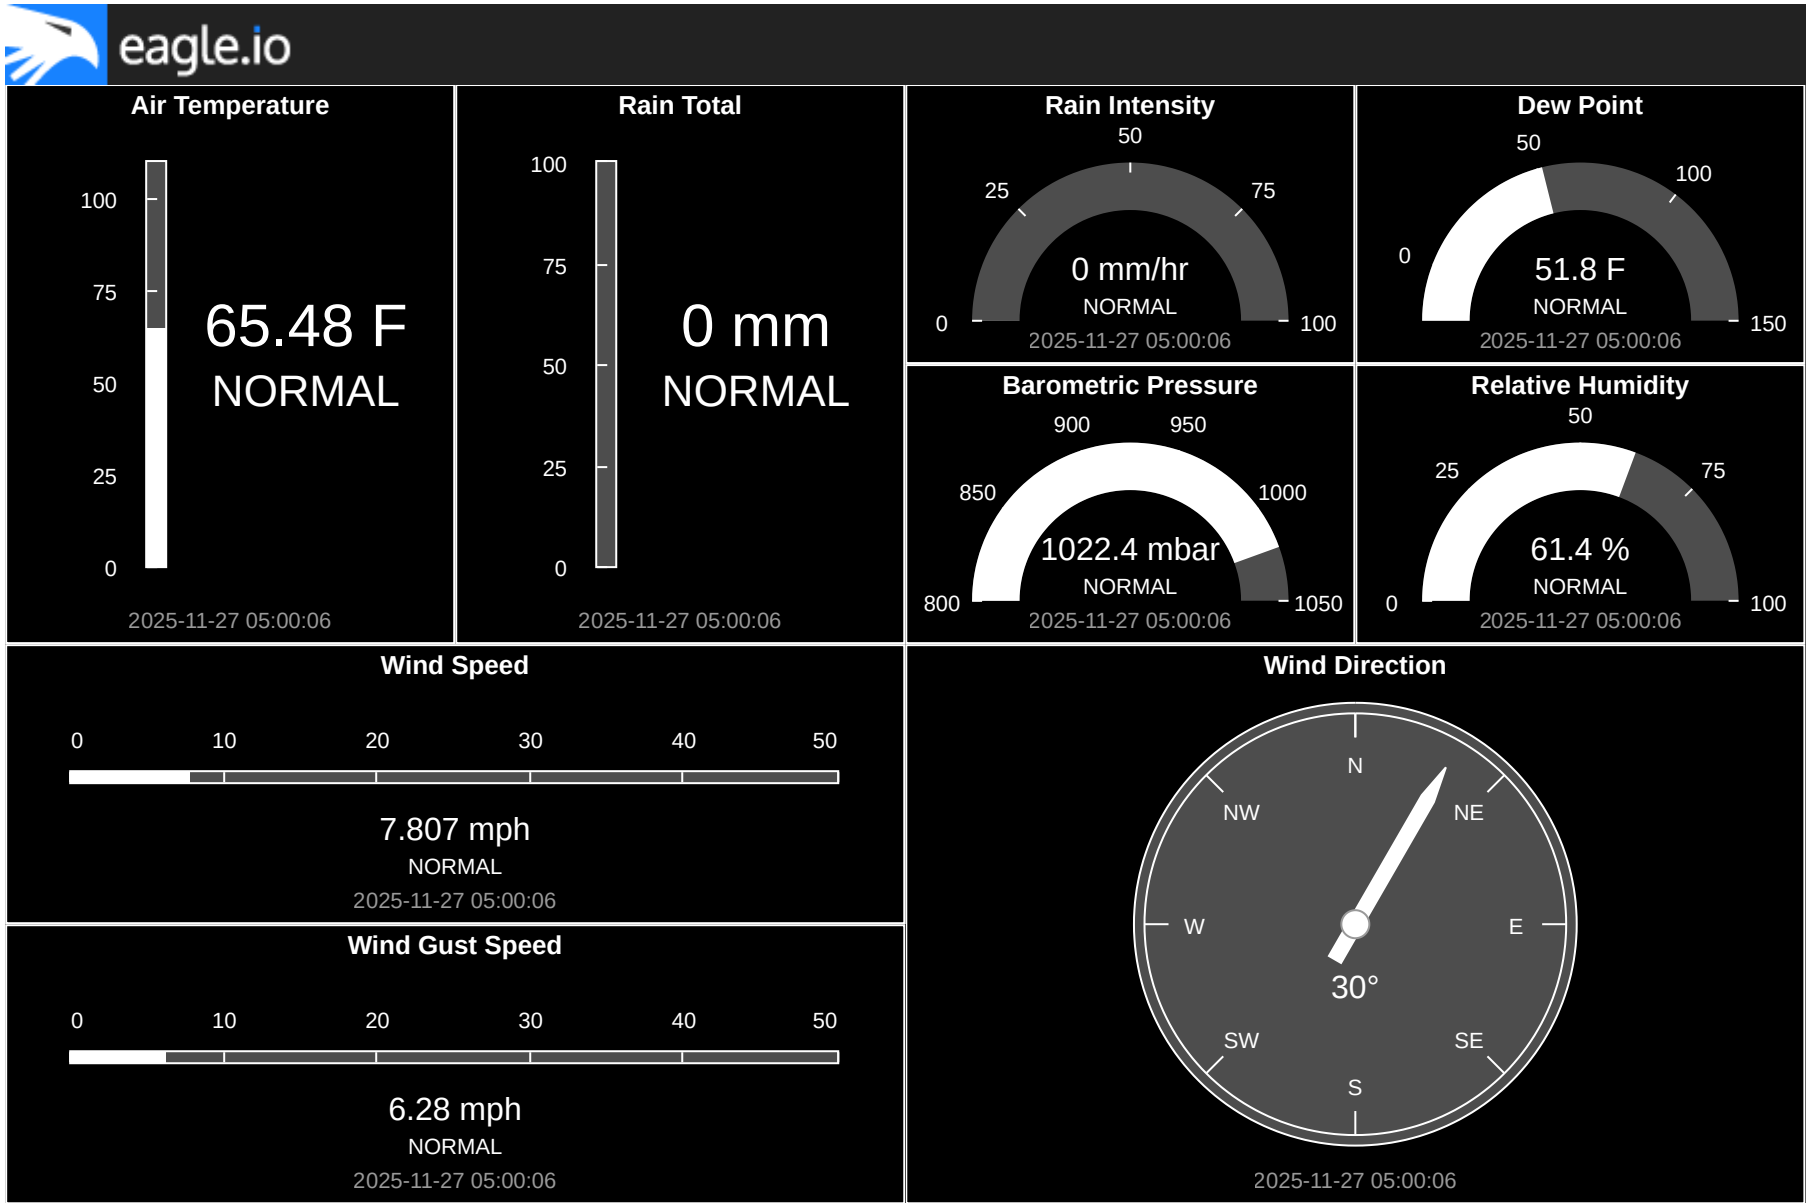 eagle.io
Air Temperature
100
75
50
25
0
65.48 F
NORMAL
2025-11-27 05:00:06
Rain Total
100
75
50
25
0
0 mm
NORMAL
2025-11-27 05:00:06
Rain Intensity
50
25
75
0
100
0 mm/hr
NORMAL
2025-11-27 05:00:06
Dew Point
50
100
0
150
51.8 F
NORMAL
2025-11-27 05:00:06
Barometric Pressure
900
950
850
1000
800
1050
1022.4 mbar
NORMAL
2025-11-27 05:00:06
Relative Humidity
50
25
75
0
100
61.4 %
NORMAL
2025-11-27 05:00:06
Wind Speed
0 10 20 30 40 50
7.807 mph
NORMAL
2025-11-27 05:00:06
Wind Gust Speed
0 10 20 30 40 50
6.28 mph
NORMAL
2025-11-27 05:00:06
Wind Direction
N
NW
NE
W
E
30°
SW
SE
S
2025-11-27 05:00:06